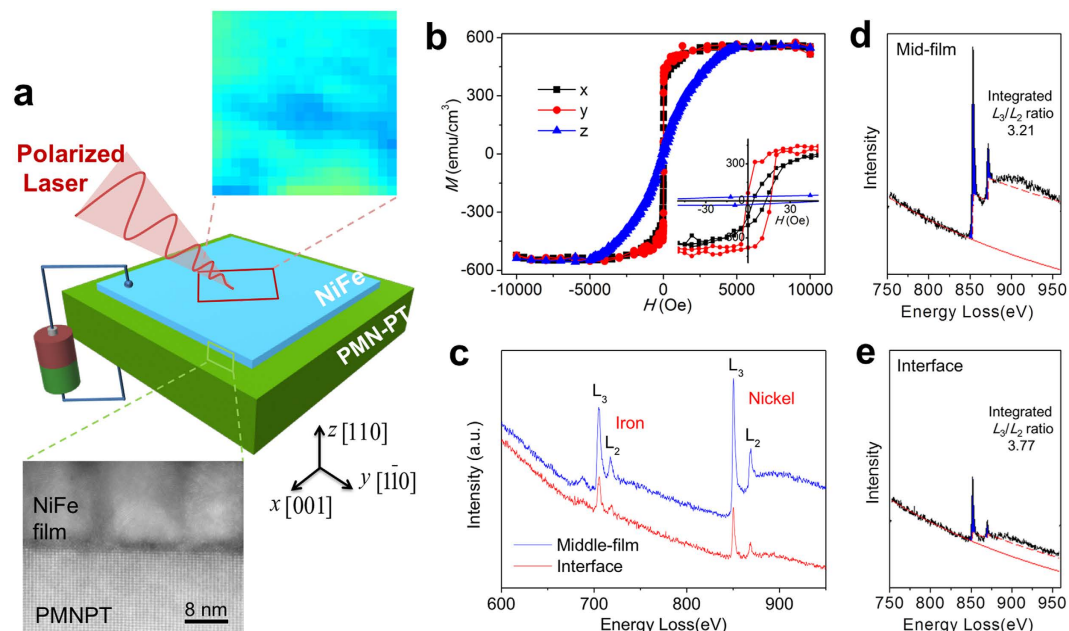 a
Polarized
Laser
NiFe
PMN-PT
z [110]
y [11̅0]
x [001]
NiFe
film
PMNPT
8 nm
b
M (emu/cm³)
600
300
0
-300
-600
x
y
z
300
0
-30
30
H (Oe)
-10000
-5000
0
5000
10000
H (Oe)
c
Intensity (a.u.)
L₃
L₂
Iron
L₃
Nickel
L₂
Middle-film
Interface
600
700
800
900
Energy Loss(eV)
d
Mid-film
Integrated
L₃/L₂ ratio
3.21
Intensity
750
800
850
900
950
Energy Loss(eV)
e
Interface
Integrated
L₃/L₂ ratio
3.77
Intensity
750
800
850
900
950
Energy Loss(eV)